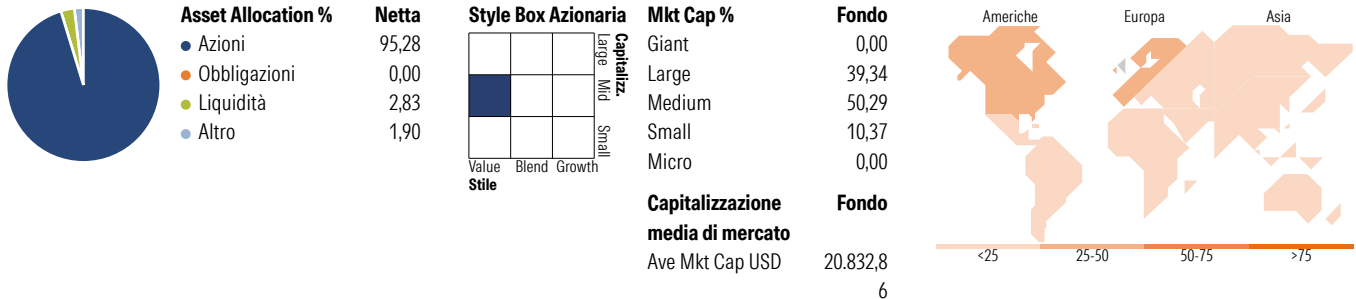 Asset Allocation % Netta
Azioni 95,28
Obbligazioni 0,00
Liquidità 2,83
Altro 1,90
Style Box Azionaria
Large Mid Small
Capitalizz.
Value Blend Growth
Stile
Mkt Cap % Fondo
Giant 0,00
Large 39,34
Medium 50,29
Small 10,37
Micro 0,00
Capitalizzazione Fondo
media di mercato
Ave Mkt Cap USD 20.832,8
6
Americhe Europa Asia
<25 25-50 50-75 >75